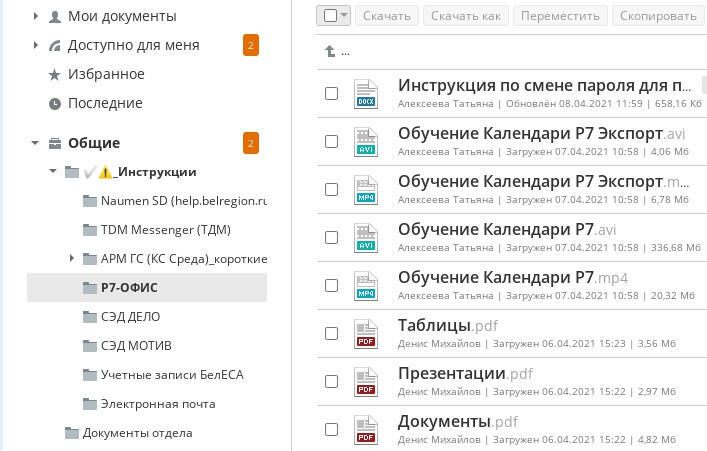 Мои документы
Доступно для меня 2
Избранное
Последние
Общие 2
_Инструкции
Naumen SD (help.belregion.ru
TDM Messenger (ТДМ)
АРМ ГС (КС Среда)_короткие
Р7-ОФИС
СЭД ДЕЛО
СЭД МОТИВ
Учетные записи БелЕСА
Электронная почта
Документы отдела
Скачать Скачать как Переместить Скопировать
...
Инструкция по смене пароля для п...
DOCX
Алексеева Татьяна | Обновлён 08.04.2021 11:59 | 658,16 Кб
Обучение Календари Р7 Экспорт.avi
AVI
Алексеева Татьяна | Загружен 07.04.2021 10:58 | 4,06 Мб
Обучение Календари Р7 Экспорт.m...
MP4
Алексеева Татьяна | Загружен 07.04.2021 10:58 | 6,78 Мб
Обучение Календари Р7.avi
AVI
Алексеева Татьяна | Загружен 07.04.2021 10:58 | 336,68 Мб
Обучение Календари Р7.mp4
MP4
Алексеева Татьяна | Загружен 07.04.2021 10:58 | 20,32 Мб
Таблицы.pdf
PDF
Денис Михайлов | Загружен 06.04.2021 15:23 | 3,56 Мб
Презентации.pdf
PDF
Денис Михайлов | Загружен 06.04.2021 15:22 | 2,97 Мб
Документы.pdf
PDF
Денис Михайлов | Загружен 06.04.2021 15:22 | 4,82 Мб